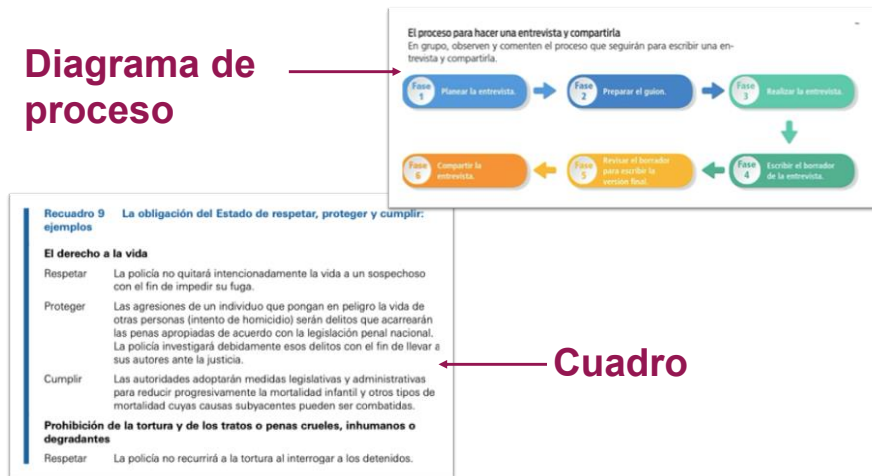 Diagrama de
proceso
El proceso para hacer una entrevista y compartirla
En grupo, observen y comenten el proceso que seguirán para escribir una en-
trevista y compartirla.
Fase
1
Planear la entrevista.
Fase
2
Preparar el guion.
Fase
3
Realizar la entrevista.
Fase
4
Escribir el borrador
de la entrevista.
Fase
5
Revisar el borrador
para escribir la
versión final.
Fase
6
Compartir la
entrevista.
Recuadro 9 La obligación del Estado de respetar, proteger y cumplir:
ejemplos
El derecho a la vida
Respetar La policía no quitará intencionadamente la vida a un sospechoso
con el fin de impedir su fuga.
Proteger Las agresiones de un individuo que pongan en peligro la vida de
otras personas (intento de homicidio) serán delitos que acarrearán
las penas apropiadas de acuerdo con la legislación penal nacional.
La policía investigará debidamente esos delitos con el fin de llevar a
sus autores ante la justicia.
Cumplir Las autoridades adoptarán medidas legislativas y administrativas
para reducir progresivamente la mortalidad infantil y otros tipos de
mortalidad cuyas causas subyacentes pueden ser combatidas.
Prohibición de la tortura y de los tratos o penas crueles, inhumanos o
degradantes
Respetar La policía no recurrirá a la tortura al interrogar a los detenidos.
Cuadro